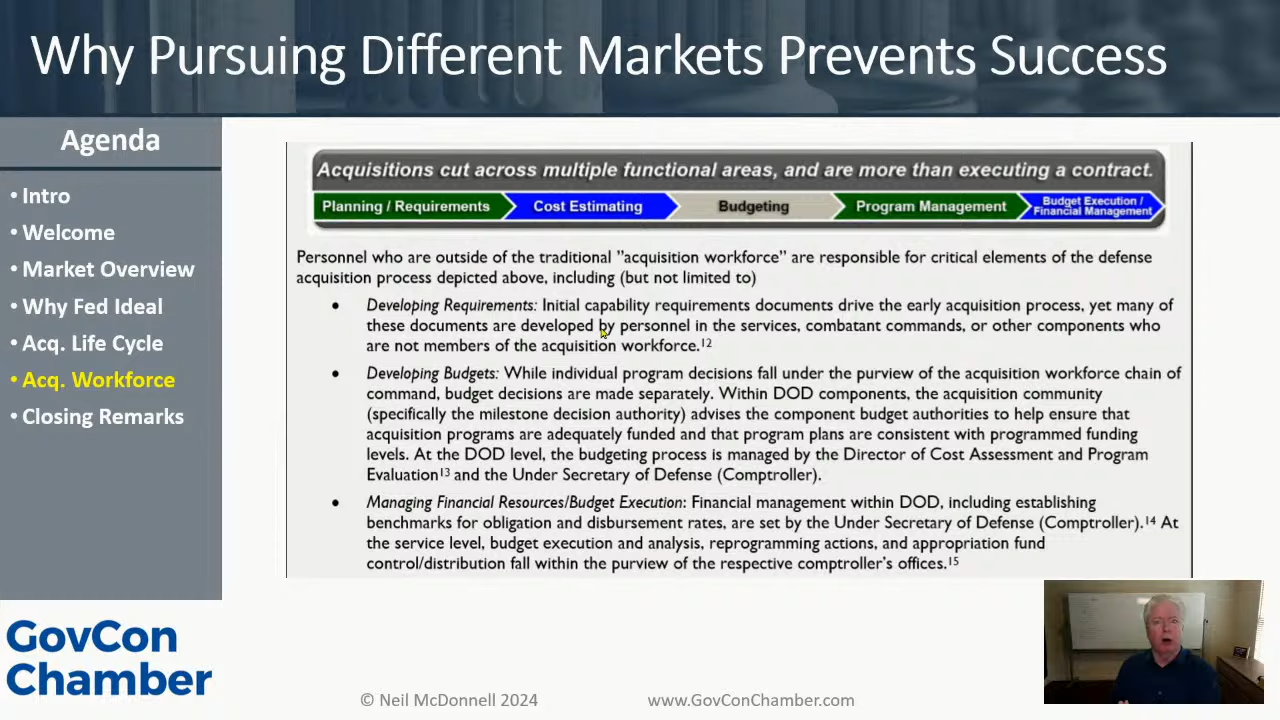 Why Pursuing Different Markets Prevents Success
Agenda
• Intro
• Welcome
• Market Overview
• Why Fed Ideal
• Acq. Life Cycle
• Acq. Workforce
• Closing Remarks
GovCon
Chamber
Acquisitions cut across multiple functional areas, and are more than executing a contract.
Planning / Requirements
Cost Estimating
Budgeting
Program Management
Budget Execution /
Financial Management
Personnel who are outside of the traditional "acquisition workforce" are responsible for critical elements of the defense
acquisition process depicted above, including (but not limited to)
• Developing Requirements: Initial capability requirements documents drive the early acquisition process, yet many of
these documents are developed by personnel in the services, combatant commands, or other components who
are not members of the acquisition workforce.12
• Developing Budgets: While individual program decisions fall under the purview of the acquisition workforce chain of
command, budget decisions are made separately. Within DOD components, the acquisition community
(specifically the milestone decision authority) advises the component budget authorities to help ensure that
acquisition programs are adequately funded and that program plans are consistent with programmed funding
levels. At the DOD level, the budgeting process is managed by the Director of Cost Assessment and Program
Evaluation13 and the Under Secretary of Defense (Comptroller).
• Managing Financial Resources/Budget Execution: Financial management within DOD, including establishing
benchmarks for obligation and disbursement rates, are set by the Under Secretary of Defense (Comptroller).14 At
the service level, budget execution and analysis, reprogramming actions, and appropriation fund
control/distribution fall within the purview of the respective comptroller's offices.15
© Neil McDonnell 2024
www.GovConChamber.com